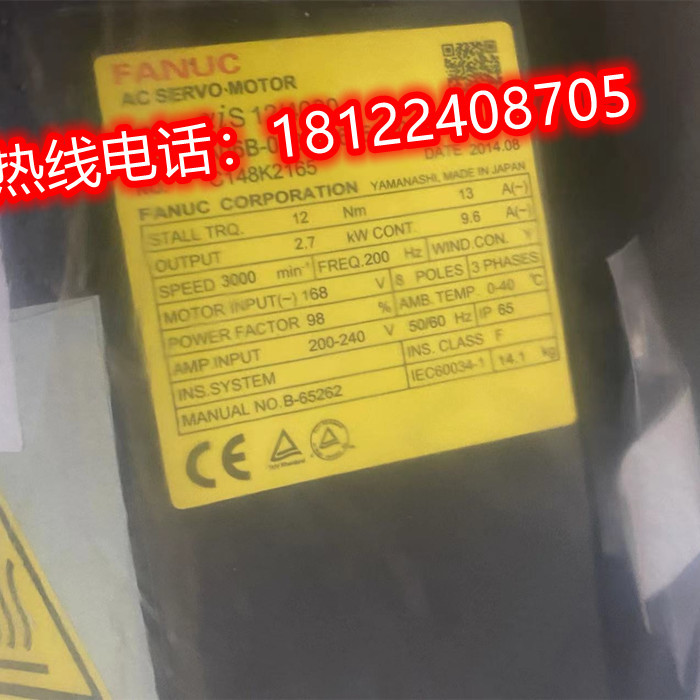 FANUC
AC SERVO MOTOR
热线电话：18122408705
DATE 2014.08
C148K2165
FANUC CORPORATION YAMANASHI, MADE IN JAPAN
STALL TRQ. 12 Nm 13 A(~)
OUTPUT 2.7 kW CONT. 9.6 A(~)
SPEED 3000 min⁻¹ FREQ.200 Hz WIND.CON. Y
MOTOR INPUT(~) 168 V 8 POLES 3 PHASES
POWER FACTOR 98 % AMB. TEMP. 0-40 ℃
AMP.INPUT 200-240 V 50/60 Hz IP 65
INS.SYSTEM INS. CLASS F
MANUAL NO.B-65262 IEC60034-1 14.1 kg
CE